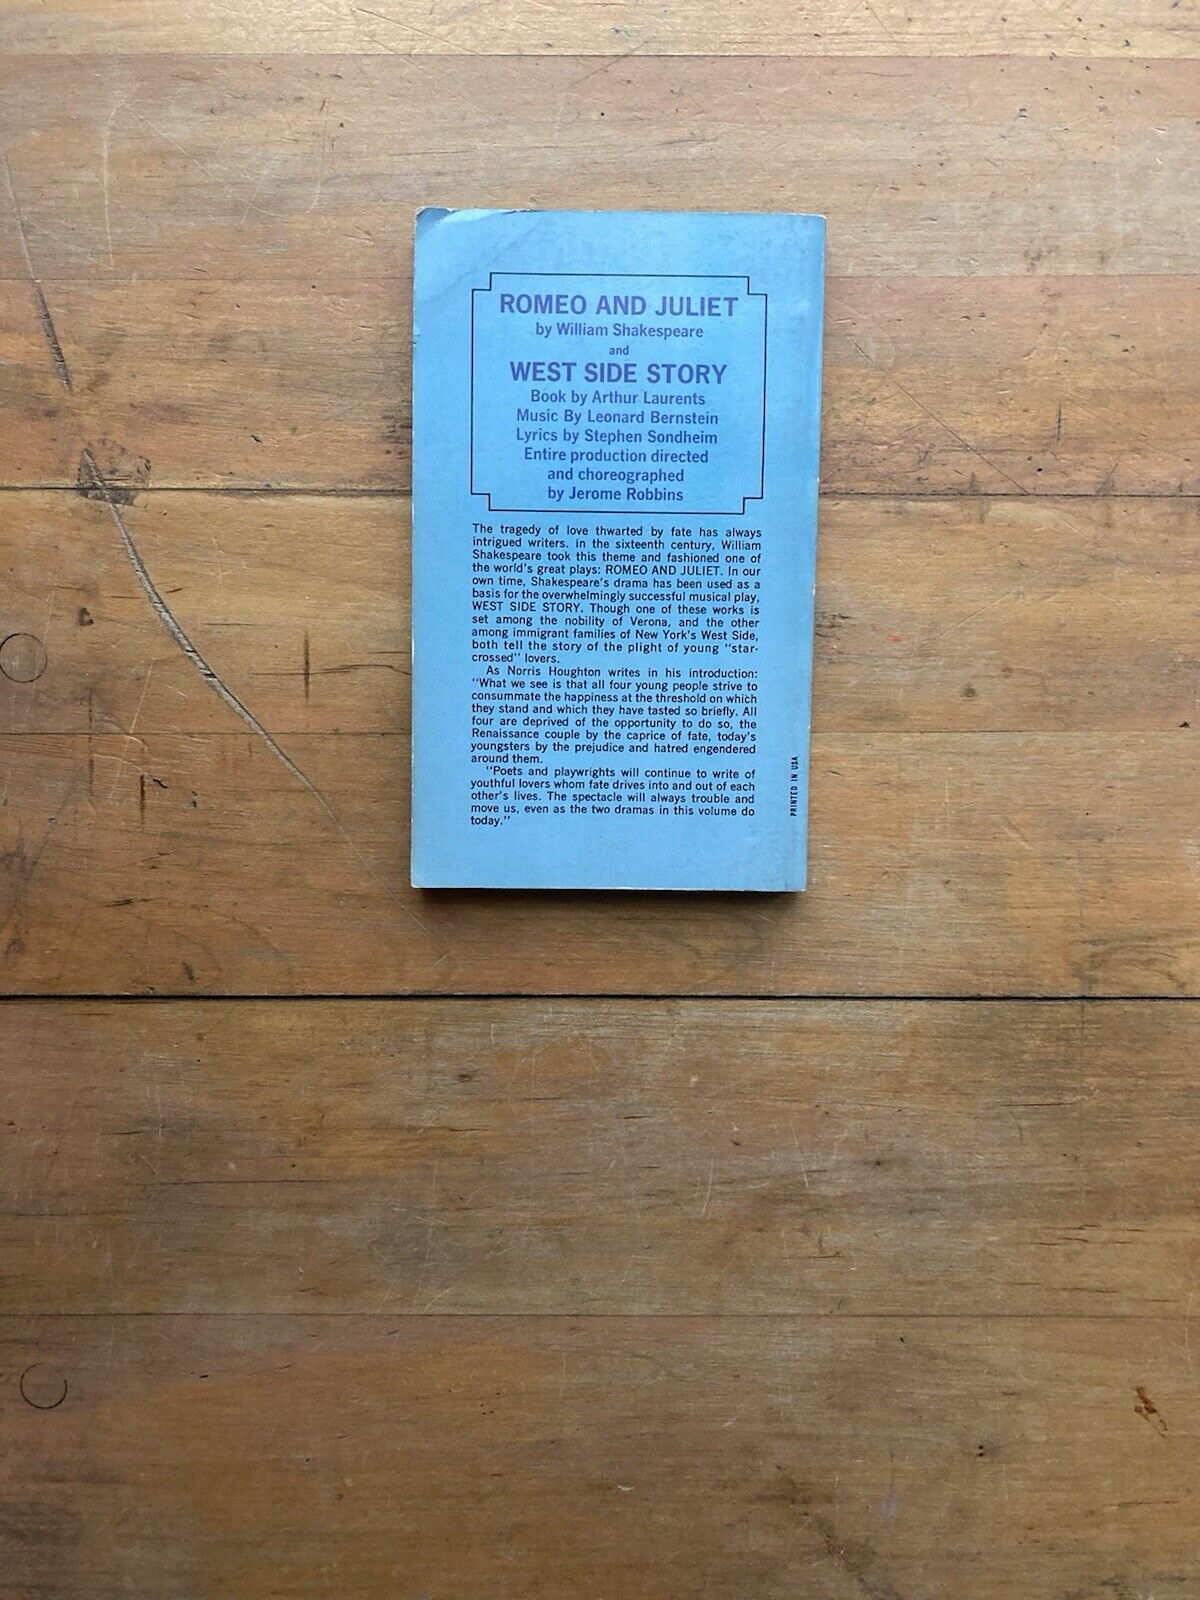 ROMEO AND JULIET
by William Shakespeare
and
WEST SIDE STORY
Book by Arthur Laurents
Music By Leonard Bernstein
Lyrics by Stephen Sondheim
Entire production directed
and choreographed
by Jerome Robbins
The tragedy of love thwarted by fate has always
intrigued writers. in the sixteenth century, William
Shakespeare took this theme and fashioned one of
the world's great plays: ROMEO AND JULIET. In our
own time, Shakespeare's drama has been used as a
basis for the overwhelmingly successful musical play,
WEST SIDE STORY. Though one of these works is
set among the nobility of Verona, and the other
among immigrant families of New York's West Side,
both tell the story of the plight of young "star-
crossed" lovers.
As Norris Houghton writes in his introduction:
"What we see is that all four young people strive to
consummate the happiness at the threshold on which
they stand and which they have tasted so briefly. All
four are deprived of the opportunity to do so, the
Renaissance couple by the caprice of fate, today's
youngsters by the prejudice and hatred engendered
around them.
"Poets and playwrights will continue to write of
youthful lovers whom fate drives into and out of each
other's lives. The spectacle will always trouble and
move us, even as the two dramas in this volume do
today."
PRINTED IN USA